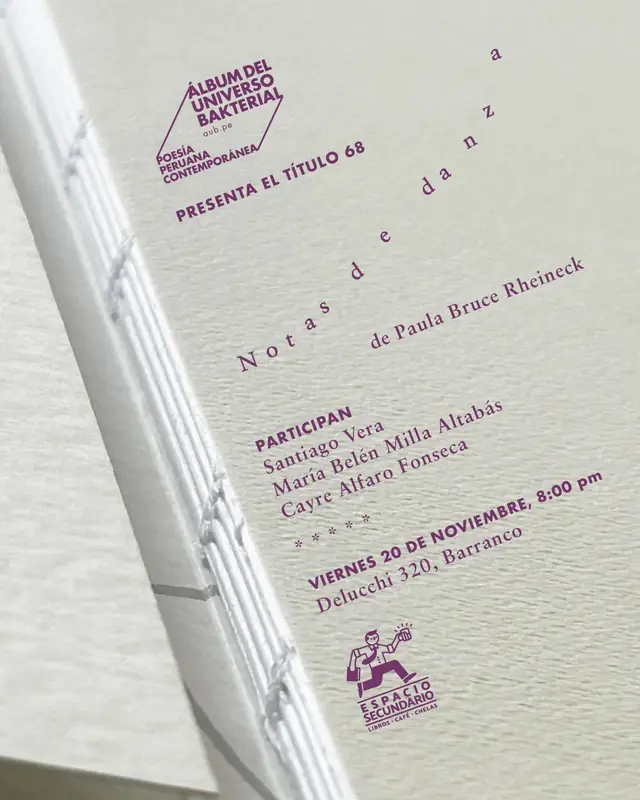 ÁLBUM DEL
UNIVERSO
BAKTERIAL
aub.pe
POESÍA
PERUANA
CONTEMPORÁNEA
PRESENTA EL TÍTULO 68
Notas de danza
de Paula Bruce Rheineck
PARTICIPAN
Santiago Vera
María Belén Milla Altabás
Cayre Alfaro Fonseca
* * * * *
VIERNES 20 DE NOVIEMBRE, 8:00 pm
Delucchi 320, Barranco
ESPACIO
SECUNDARIO
LIBROS · CAFÉ · CHELAS